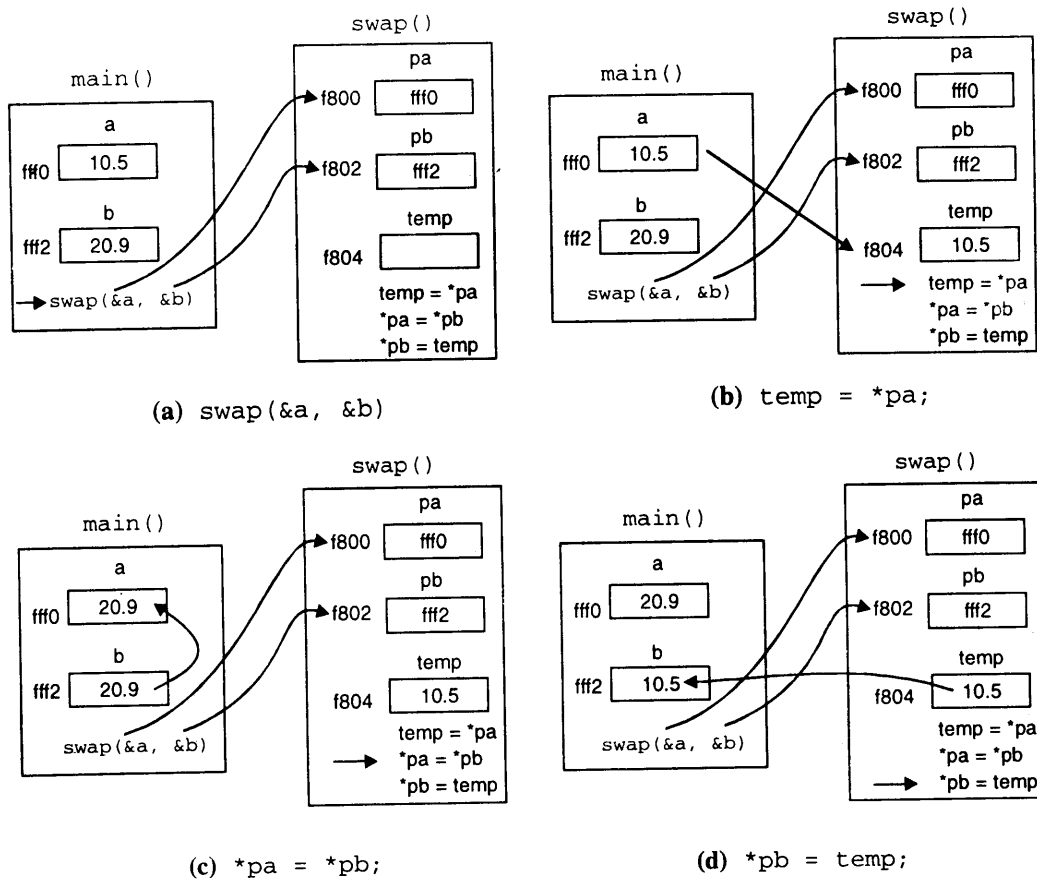 swap()
pa
main()
f800 fff0
a
pb
fff0 10.5
f802 fff2
b
temp
fff2 20.9
f804
swap(&a, &b)
temp = *pa
*pa = *pb
*pb = temp
(a) swap(&a, &b)
swap()
pa
main()
f800 fff0
a
pb
fff0 10.5
f802 fff2
b
temp
fff2 20.9
f804 10.5
swap(&a, &b)
temp = *pa
*pa = *pb
*pb = temp
(b) temp = *pa;
swap()
pa
main()
f800 fff0
a
pb
fff0 20.9
f802 fff2
b
temp
fff2 20.9
f804 10.5
swap(&a, &b)
temp = *pa
*pa = *pb
*pb = temp
(c) *pa = *pb;
swap()
pa
main()
f800 fff0
a
pb
fff0 20.9
f802 fff2
b
temp
fff2 10.5
f804 10.5
swap(&a, &b)
temp = *pa
*pa = *pb
*pb = temp
(d) *pb = temp;